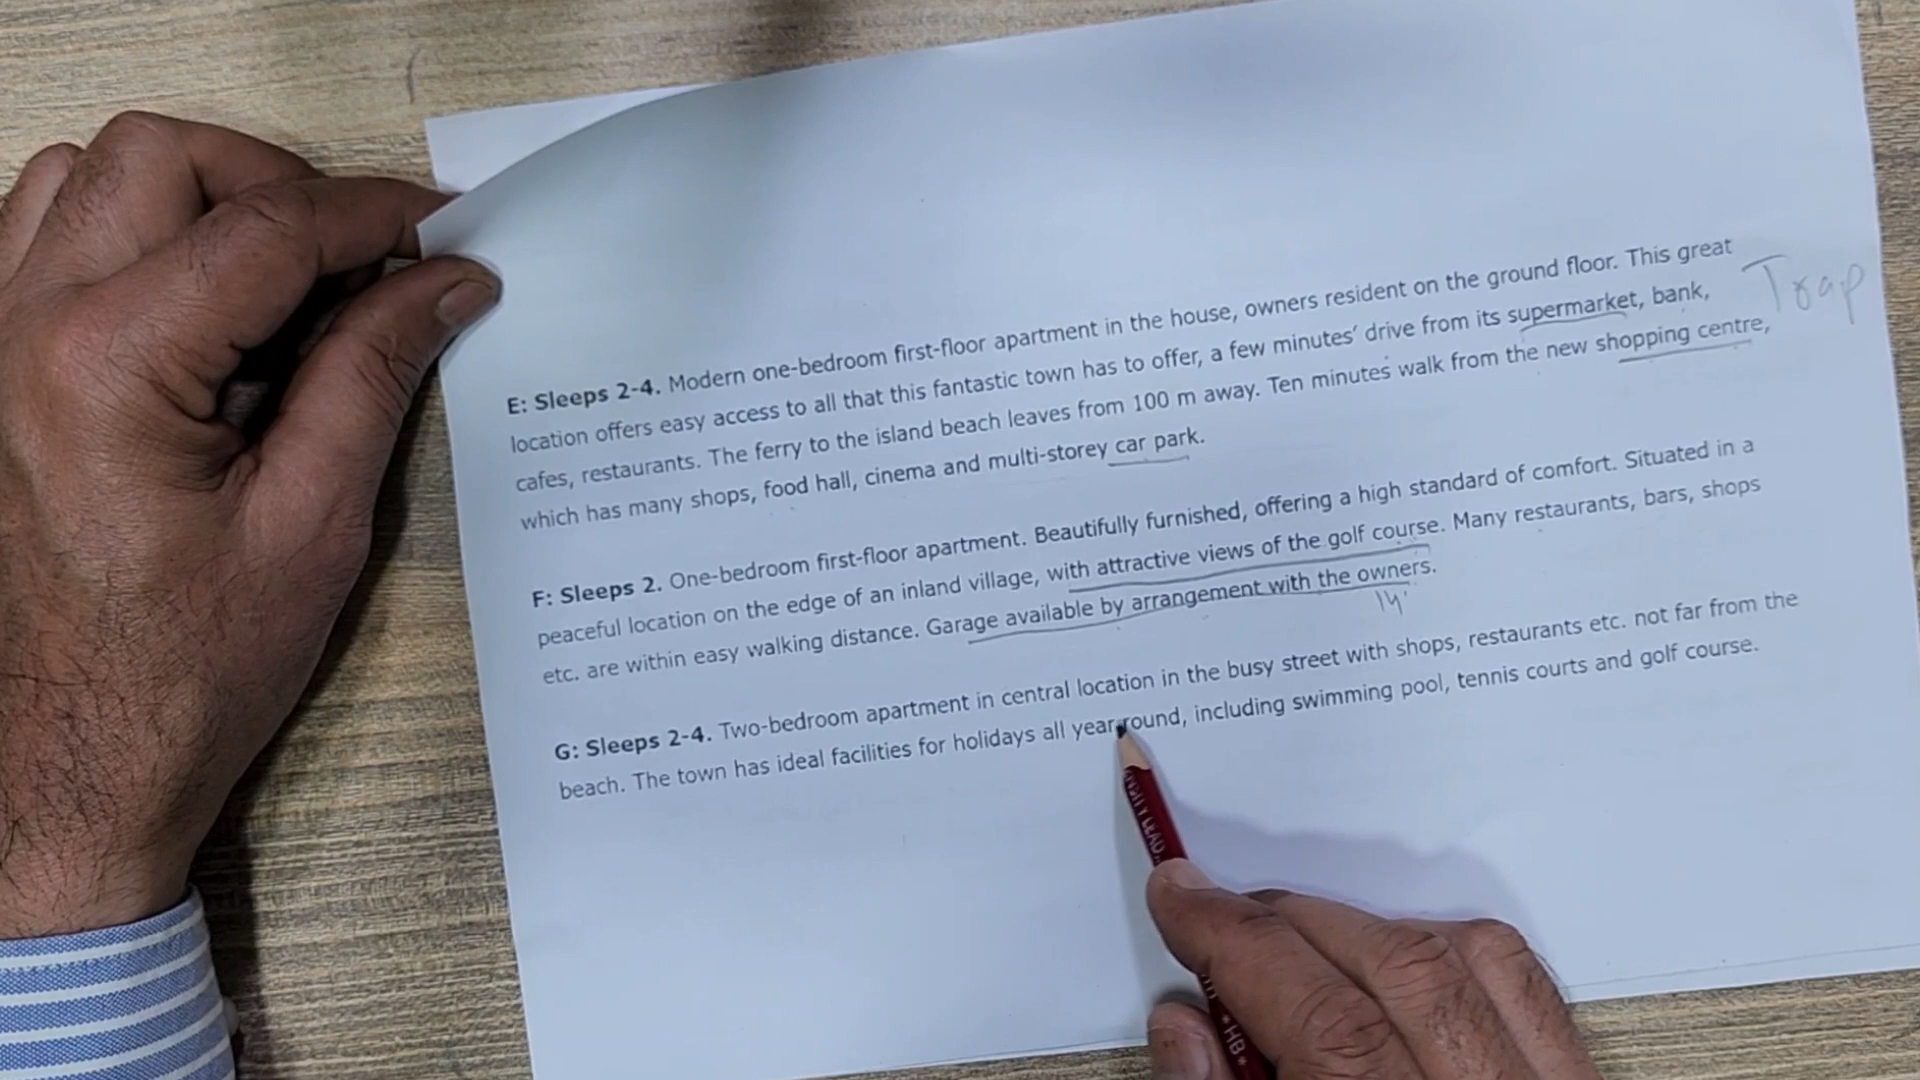 E: Sleeps 2-4. Modern one-bedroom first-floor apartment in the house, owners resident on the ground floor. This great
location offers easy access to all that this fantastic town has to offer, a few minutes' drive from its supermarket, bank,
Trap
cafes, restaurants. The ferry to the island beach leaves from 100 m away. Ten minutes walk from the new shopping centre,
which has many shops, food hall, cinema and multi-storey car park.
F: Sleeps 2. One-bedroom first-floor apartment. Beautifully furnished, offering a high standard of comfort. Situated in a
peaceful location on the edge of an inland village, with attractive views of the golf course. Many restaurants, bars, shops
etc. are within easy walking distance. Garage available by arrangement with the owners.
14
G: Sleeps 2-4. Two-bedroom apartment in central location in the busy street with shops, restaurants etc. not far from the
beach. The town has ideal facilities for holidays all year round, including swimming pool, tennis courts and golf course.
HB